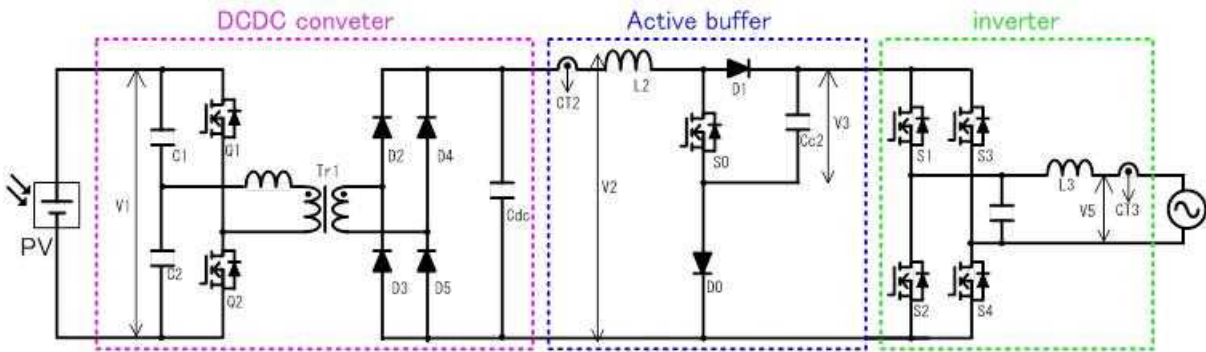 DCDC conveter
Active buffer
inverter
PV
V1
C1
C2
Q1
Q2
Tr1
D2
D4
D3
D5
Cdc
CT2
V2
L2
S0
D0
D1
Cc2
V3
S1
S3
S2
S4
L3
V5
CT3